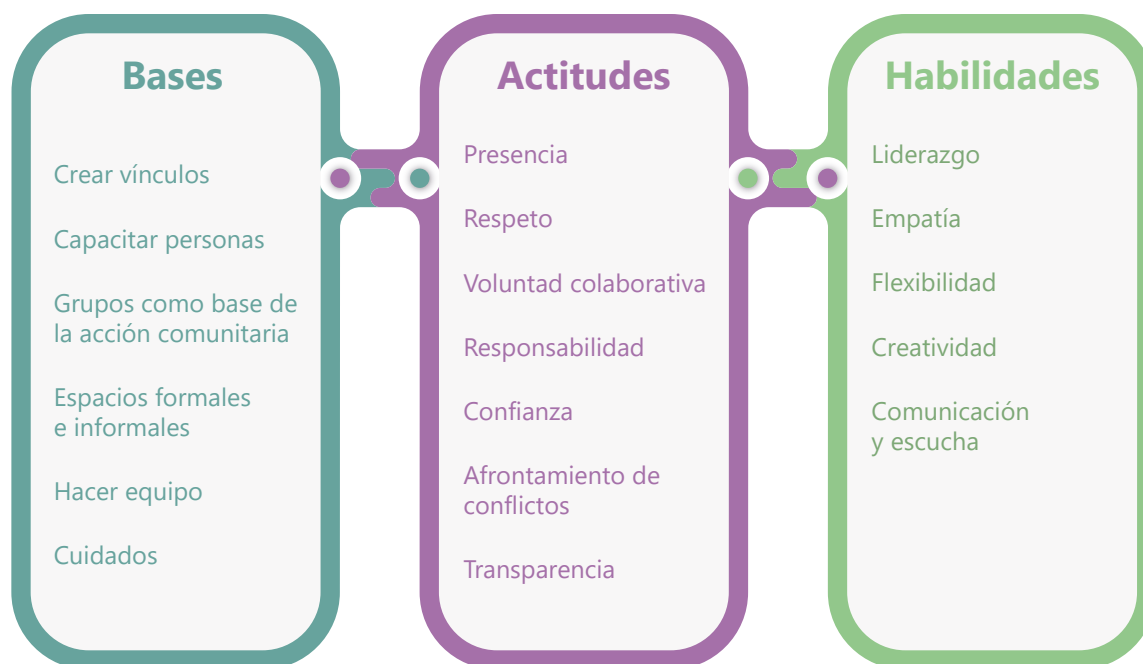 Bases
Crear vínculos
Capacitar personas
Grupos como base de
la acción comunitaria
Espacios formales
e informales
Hacer equipo
Cuidados
Actitudes
Presencia
Respeto
Voluntad colaborativa
Responsabilidad
Confianza
Afrontamiento de
conflictos
Transparencia
Habilidades
Liderazgo
Empatía
Flexibilidad
Creatividad
Comunicación
y escucha